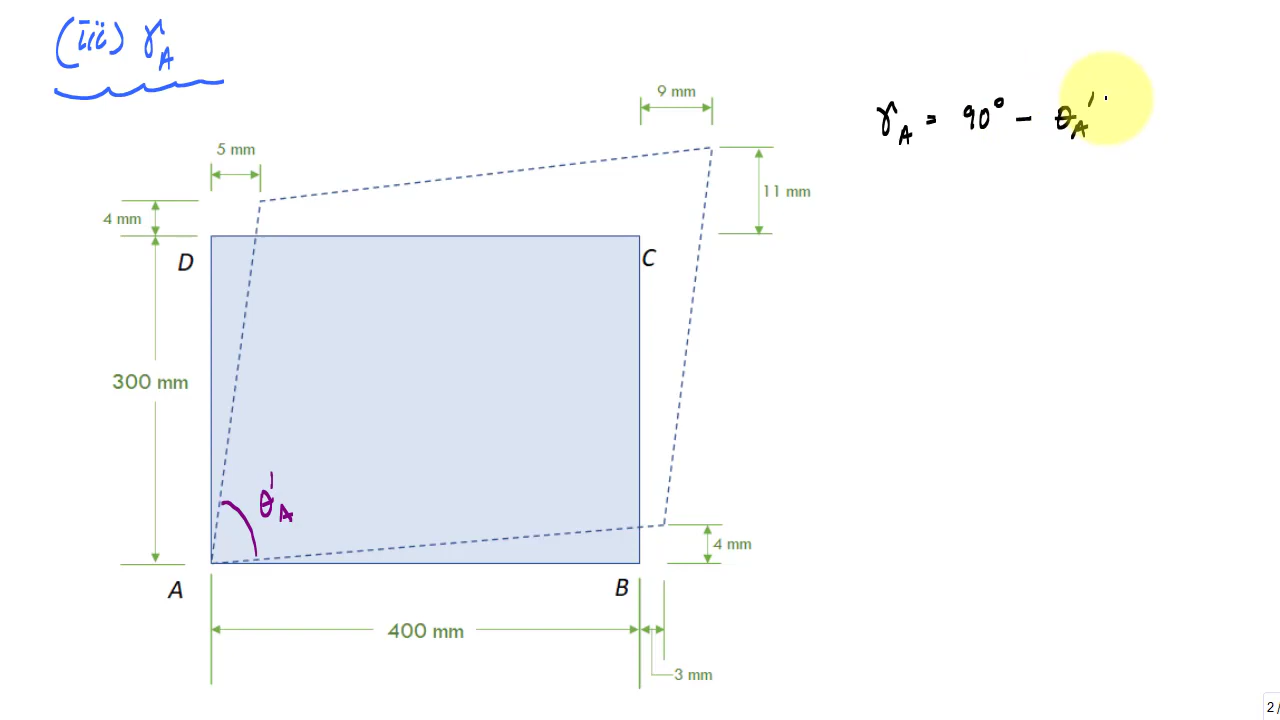 (iii) γA
9 mm
γA = 90° − θA'
5 mm
11 mm
4 mm
D
C
300 mm
θ'A
4 mm
A
B
400 mm
3 mm
2/